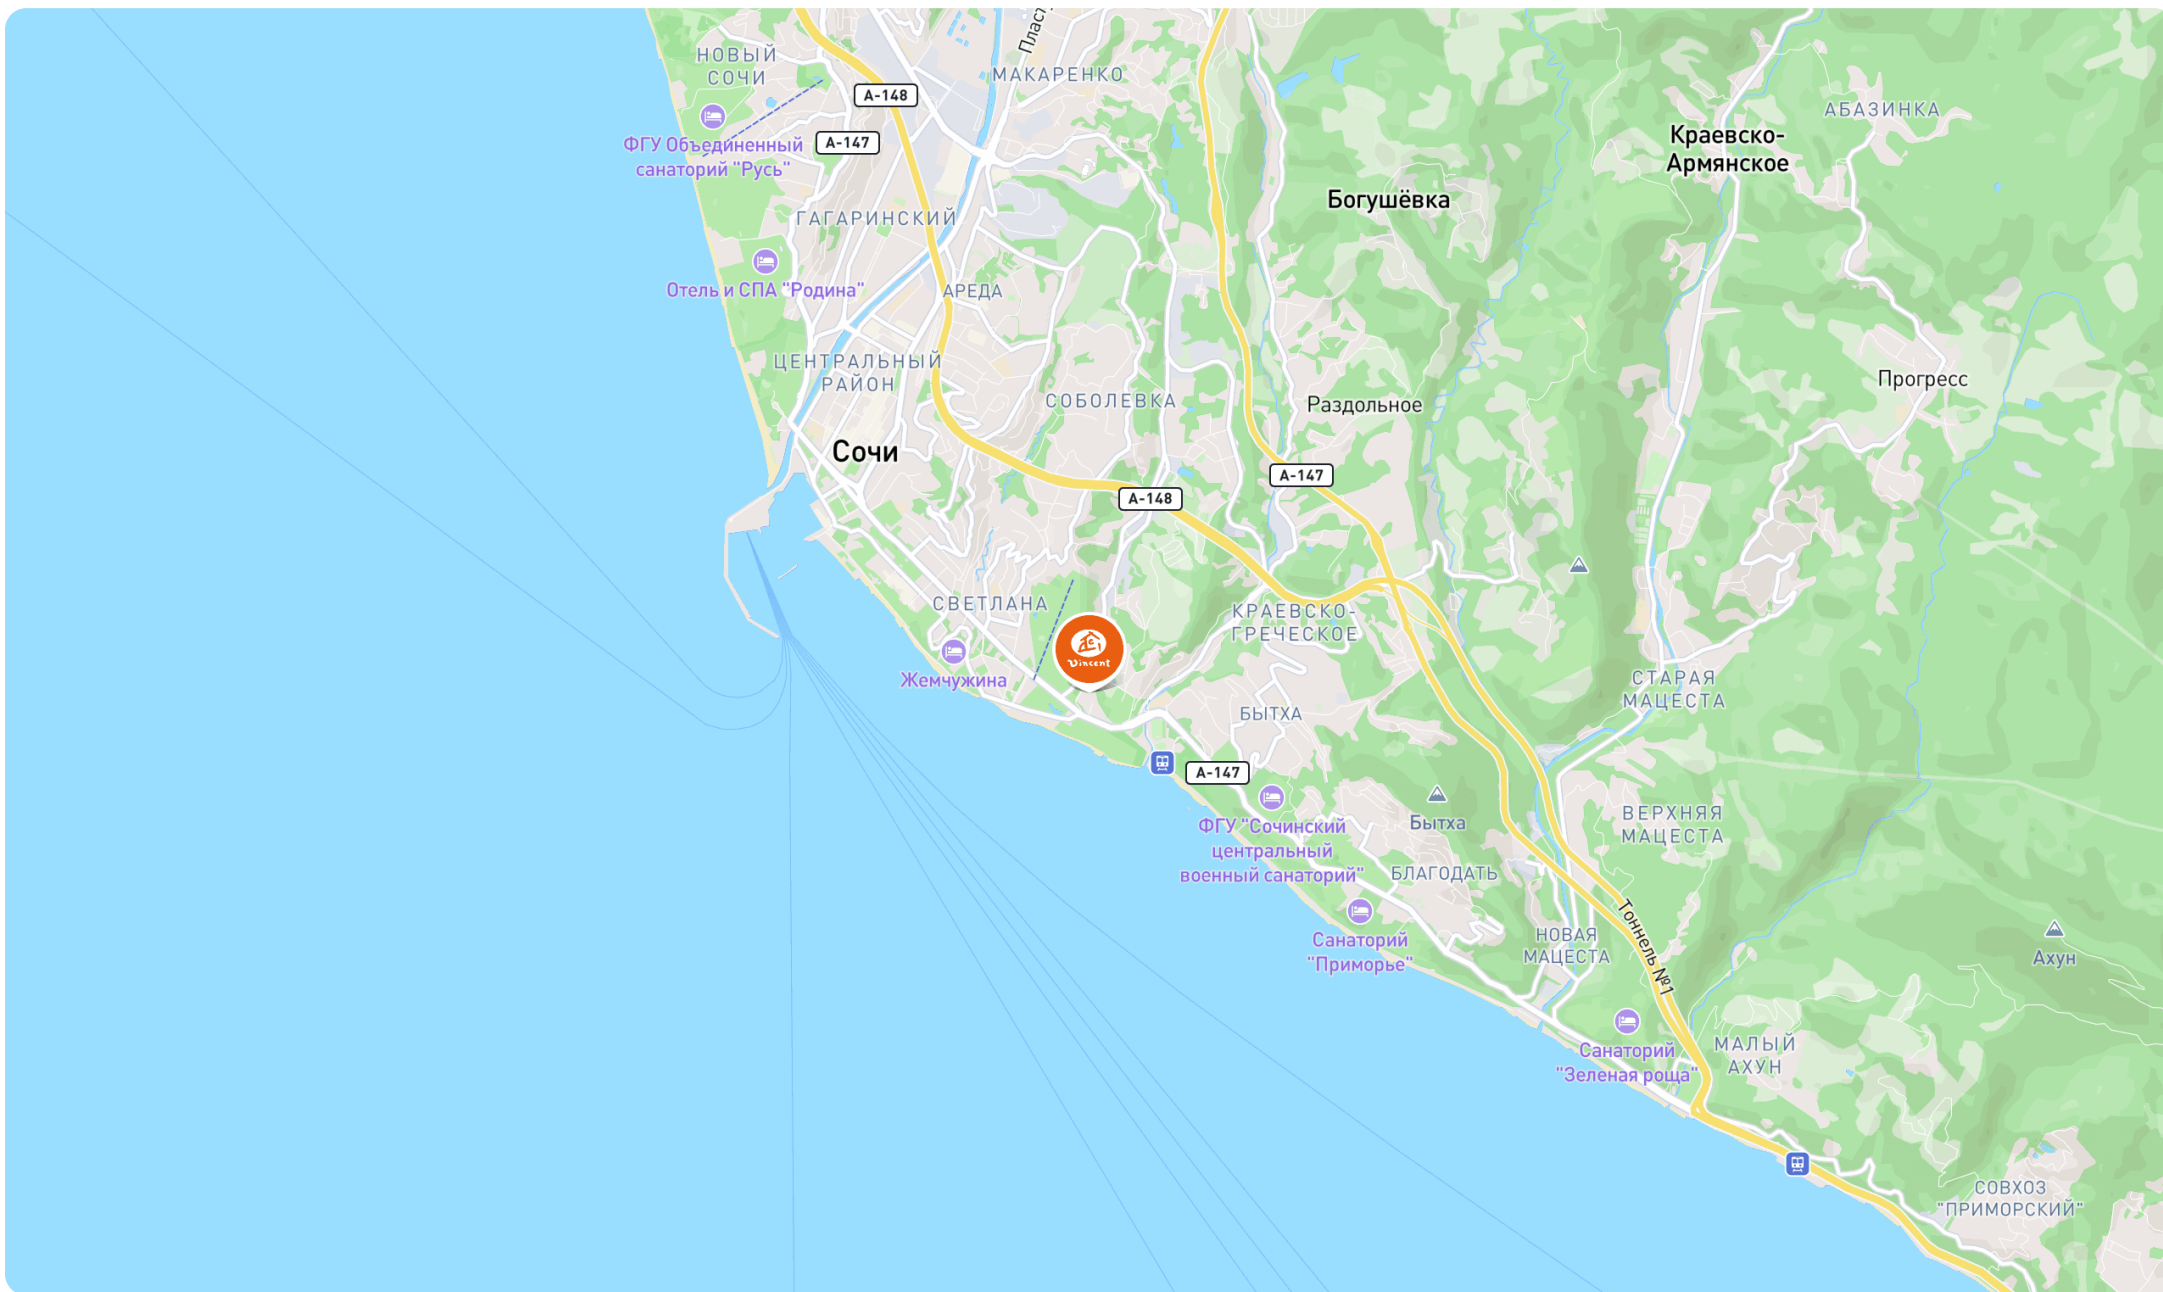 Пласт
НОВЫЙ
СОЧИ
МАКАРЕНКО
А-148
АБАЗИНКА
ФГУ Объединенный
санаторий "Русь"
А-147
Краевско-
Армянское
Богушёвка
ГАГАРИНСКИЙ
Отель и СПА "Родина"
АРЕДА
ЦЕНТРАЛЬНЫЙ
РАЙОН
СОБОЛЕВКА
Раздольное
Прогресс
Сочи
А-148
А-147
СВЕТЛАНА
КРАЕВСКО-
ГРЕЧЕСКОЕ
Vincent
Жемчужина
СТАРАЯ
МАЦЕСТА
БЫТХА
А-147
ФГУ "Сочинский
центральный
военный санаторий"
Бытха
ВЕРХНЯЯ
МАЦЕСТА
БЛАГОДАТЬ
Санаторий
"Приморье"
НОВАЯ
МАЦЕСТА
Тоннель №1
Ахун
Санаторий
"Зеленая роща"
МАЛЫЙ
АХУН
СОВХОЗ
"ПРИМОРСКИЙ"